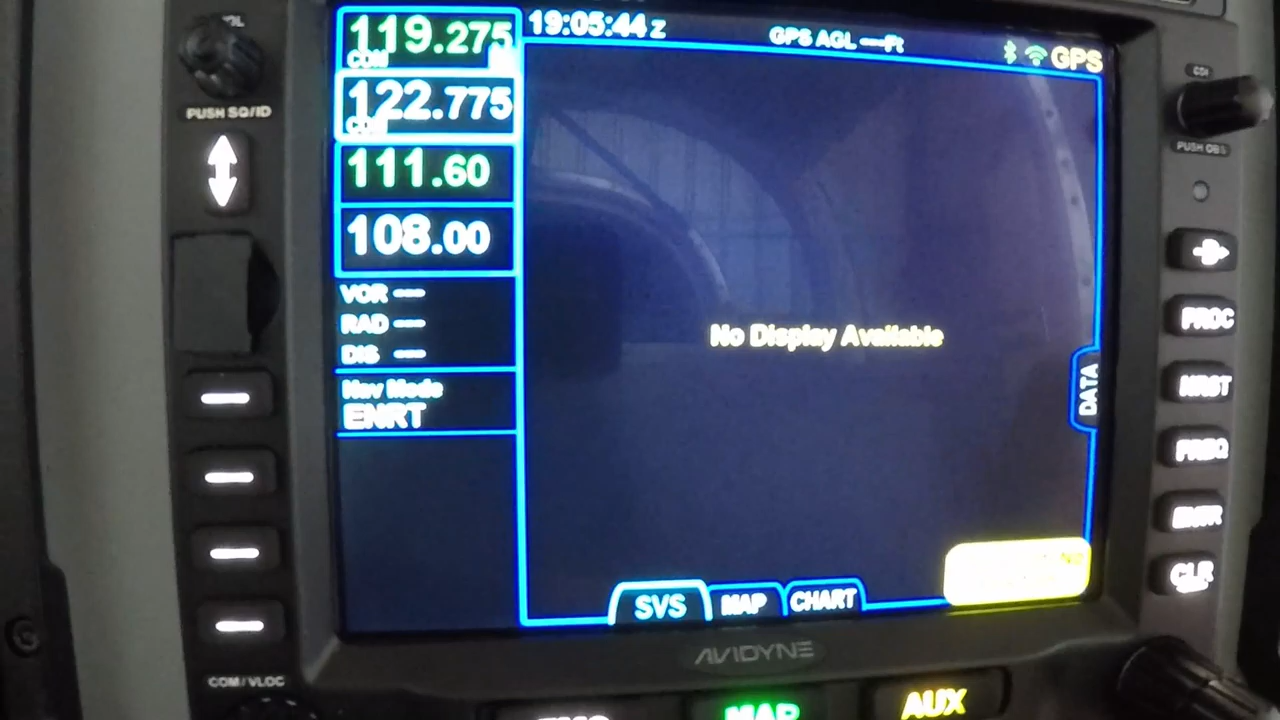 119.275
COM
122.775
COM
111.60
108.00
VOR ---
RAD ---
DIS ---
Nav Mode
ENRT
19:05:44 Z
GPS AGL ---Ft
GPS
No Display Available
DATA
SVS
MAP
CHART
AVIDYNE
PUSH SQ/ID
COM/VLOC
MAP
AUX
CDI
PUSH OBS
D
PROC
NRST
FREQ
ENTR
CLR